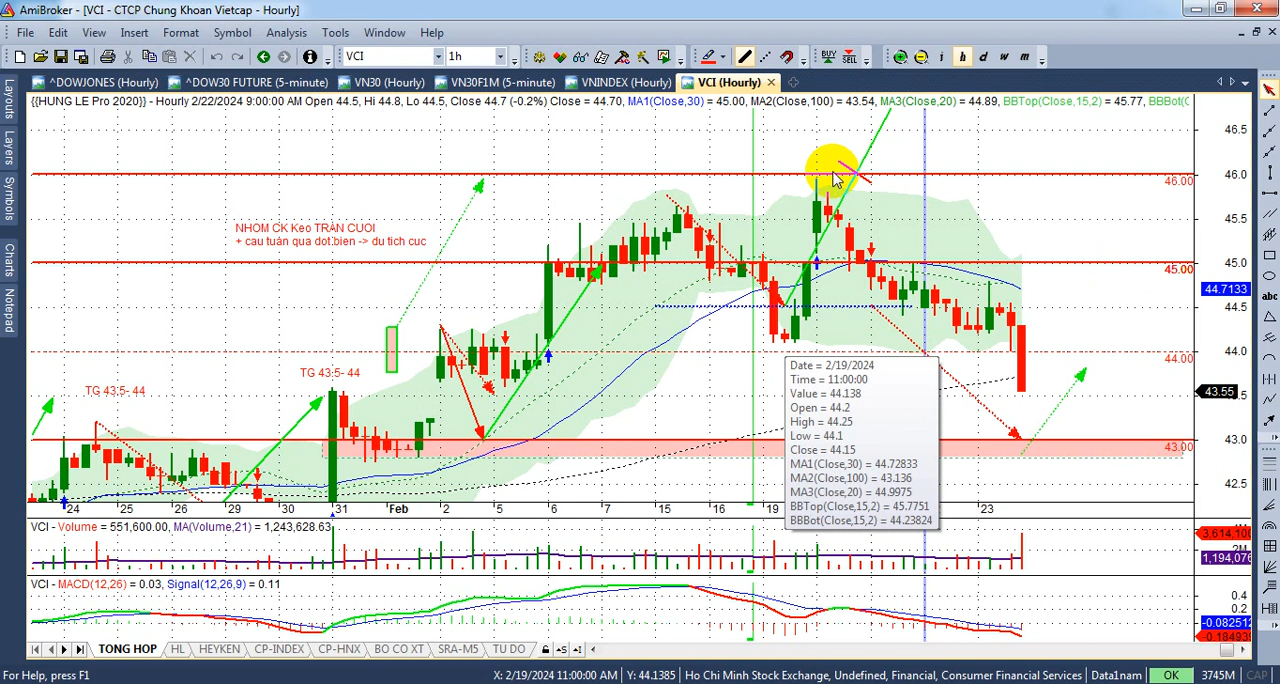 AmiBroker - [VCI - CTCP Chung Khoan Vietcap - Hourly]
File Edit View Insert Format Symbol Analysis Tools Window Help
VCI 1h BUY SELL i h d w m
^DOWJONES (Hourly) ^DOW30 FUTURE (5-minute) VN30 (Hourly) VN30F1M (5-minute) VNINDEX (Hourly) VCI (Hourly)
Layouts
Layers
Symbols
Charts
Notepad
{{HUNG LE Pro 2020}} - Hourly 2/22/2024 9:00:00 AM Open 44.5, Hi 44.8, Lo 44.5, Close 44.7 (-0.2%) Close = 44.70, MA1(Close,30) = 45.00, MA2(Close,100) = 43.54, MA3(Close,20) = 44.89, BBTop(Close,15,2) = 45.77, BBBot(C
46.5
46.0
46.00
45.5
45.0
45.00
44.7133
44.5
44.0
44.00
43.55
43.5
43.0
43.00
42.5
NHOM CK Keo TRAN CUOI
+ cau tuần qua dot bien -> du tich cuc
TG 43.5- 44
TG 43.5- 44
Date = 2/19/2024
Time = 11:00:00
Value = 44.138
Open = 44.2
High = 44.25
Low = 44.1
Close = 44.15
MA1(Close,30) = 44.72833
MA2(Close,100) = 43.136
MA3(Close,20) = 44.9975
BBTop(Close,15,2) = 45.7751
BBBot(Close,15,2) = 44.23824
24 25 26 29 30 31 Feb 2 5 6 7 15 16 19 23
VCI - Volume = 551,600.00, MA(Volume,21) = 1,243,628.63
3,614,100
1,194,076
VCI - MACD(12,26) = 0.03, Signal(12,26,9) = 0.11
0.4
0.2
-0.082512
-0.184939
TONG HOP HL HEYKEN CP-INDEX CP-HNX BO CO XT SRA-M5 TU DO
abc
For Help, press F1 X: 2/19/2024 11:00:00 AM Y: 44.1385 Ho Chi Minh Stock Exchange, Undefined, Financial, Consumer Financial Services Data1nam OK 3745M CAP